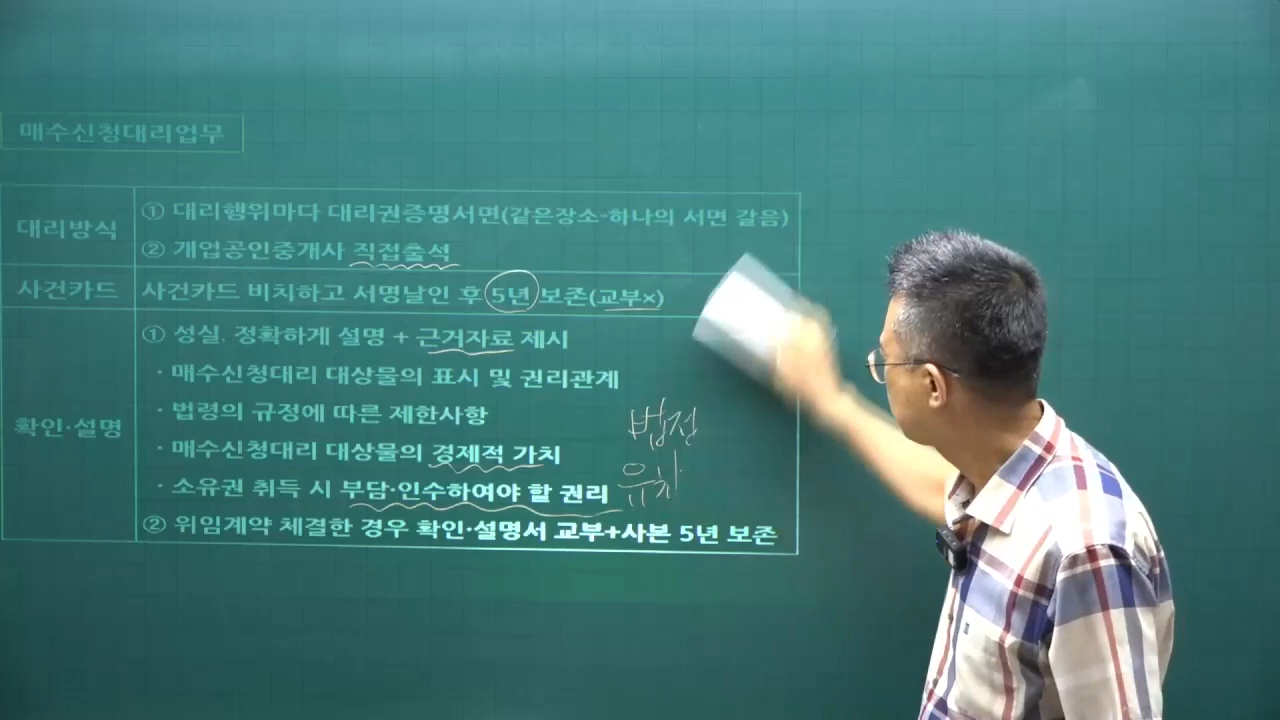 매수신청대리업무
대리방식
① 대리행위마다 대리권증명서면(같은장소-하나의 서면 갈음)
② 개업공인중개사 직접출석
사건카드
사건카드 비치하고 서명날인 후 5년 보존(교부×)
확인·설명
① 성실, 정확하게 설명 + 근거자료 제시
· 매수신청대리 대상물의 표시 및 권리관계
· 법령의 규정에 따른 제한사항
· 매수신청대리 대상물의 경제적 가치
· 소유권 취득 시 부담·인수하여야 할 권리
② 위임계약 체결한 경우 확인·설명서 교부+사본 5년 보존
법정
유치